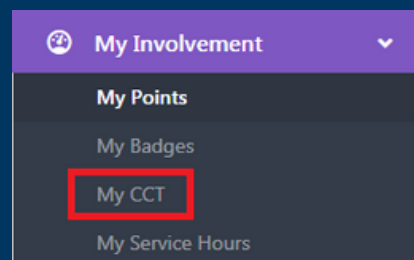 My Involvement
My Points
My Badges
My CCT
My Service Hours